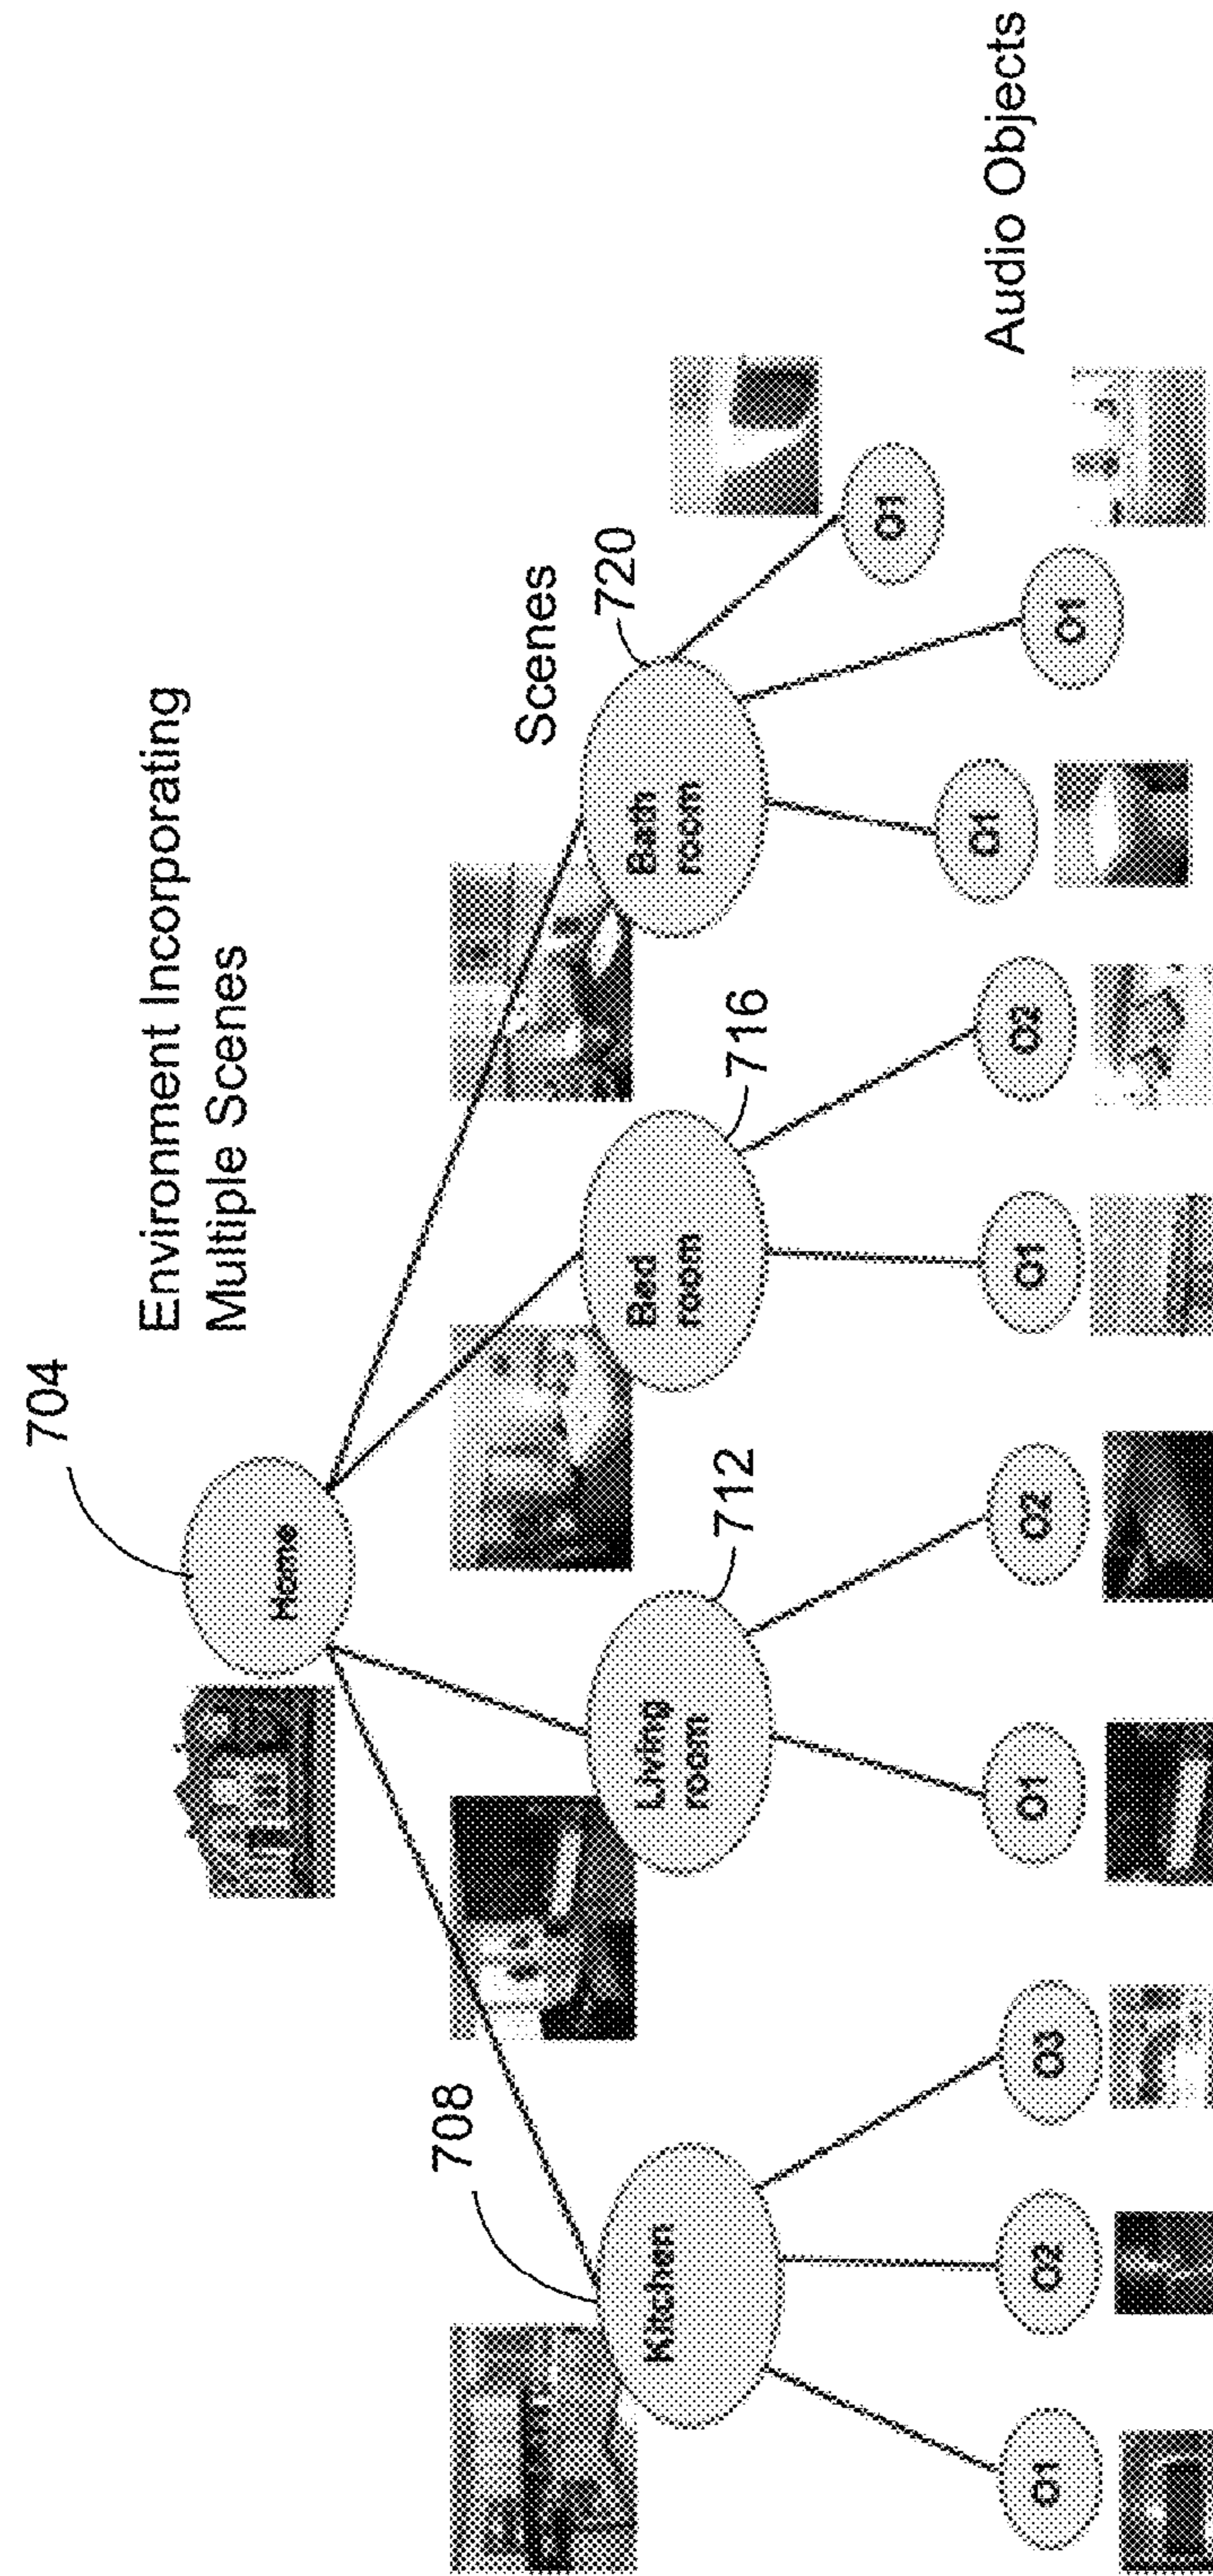 704
Environment Incorporating
Multiple Scenes
Home
Scenes
708
712
716
720
Kitchen
Living
room
Bed
room
Bath
room
O1
O2
O3
O1
O2
O1
O2
O1
O1
O1
Audio Objects